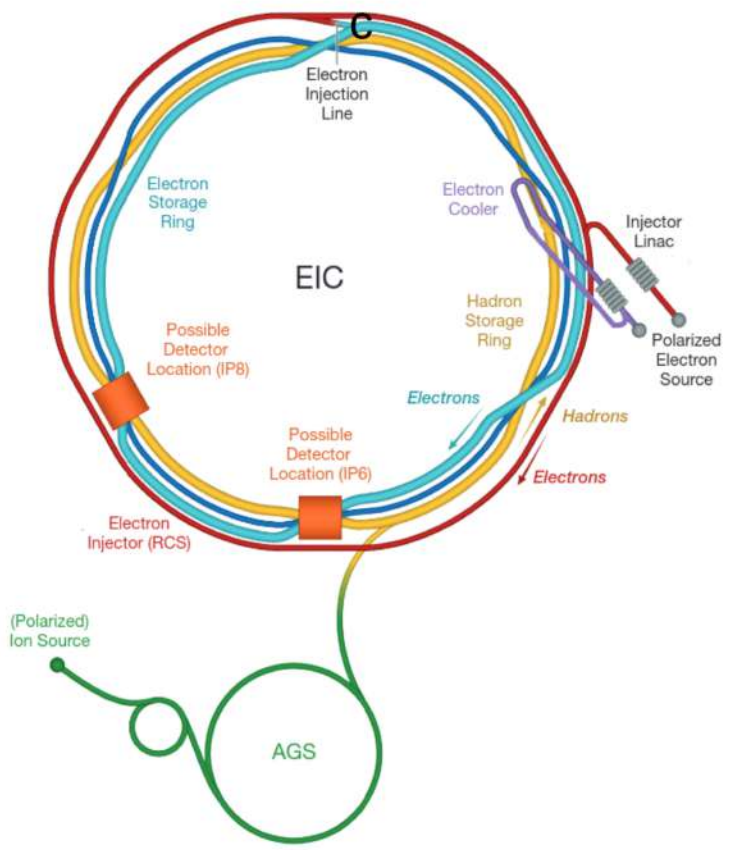 C
Electron
Injection
Line
Electron
Storage
Ring
Electron
Cooler
Injector
Linac
EIC
Hadron
Storage
Ring
Polarized
Electron
Source
Possible
Detector
Location (IP8)
Electrons
Hadrons
Possible
Detector
Location (IP6)
Electrons
Electron
Injector (RCS)
(Polarized)
Ion Source
AGS